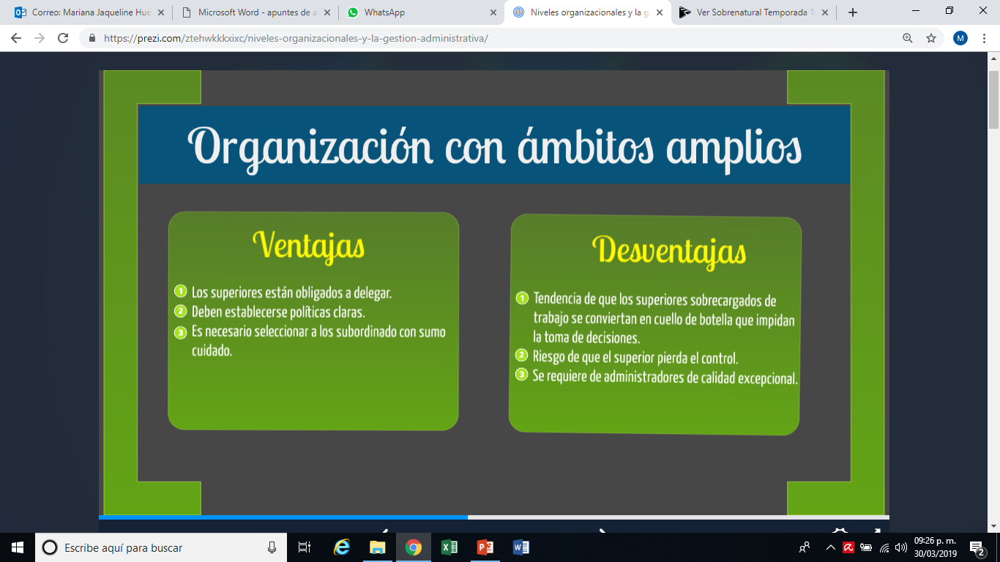 Correo: Mariana Jaqueline Hue
Microsoft Word - apuntes de a
WhatsApp
Niveles organizacionales y la g
Ver Sobrenatural Temporada 1
https://prezi.com/ztehwkkkxixc/niveles-organizacionales-y-la-gestion-administrativa/
M
Organización con ámbitos amplios
Ventajas
1 Los superiores están obligados a delegar.
2 Deben establecerse políticas claras.
3 Es necesario seleccionar a los subordinado con sumo
cuidado.
Desventajas
1 Tendencia de que los superiores sobrecargados de
trabajo se conviertan en cuello de botella que impidan
la toma de decisiones.
2 Riesgo de que el superior pierda el control.
3 Se requiere de administradores de calidad excepcional.
Escribe aquí para buscar
09:26 p. m.
30/03/2019
2